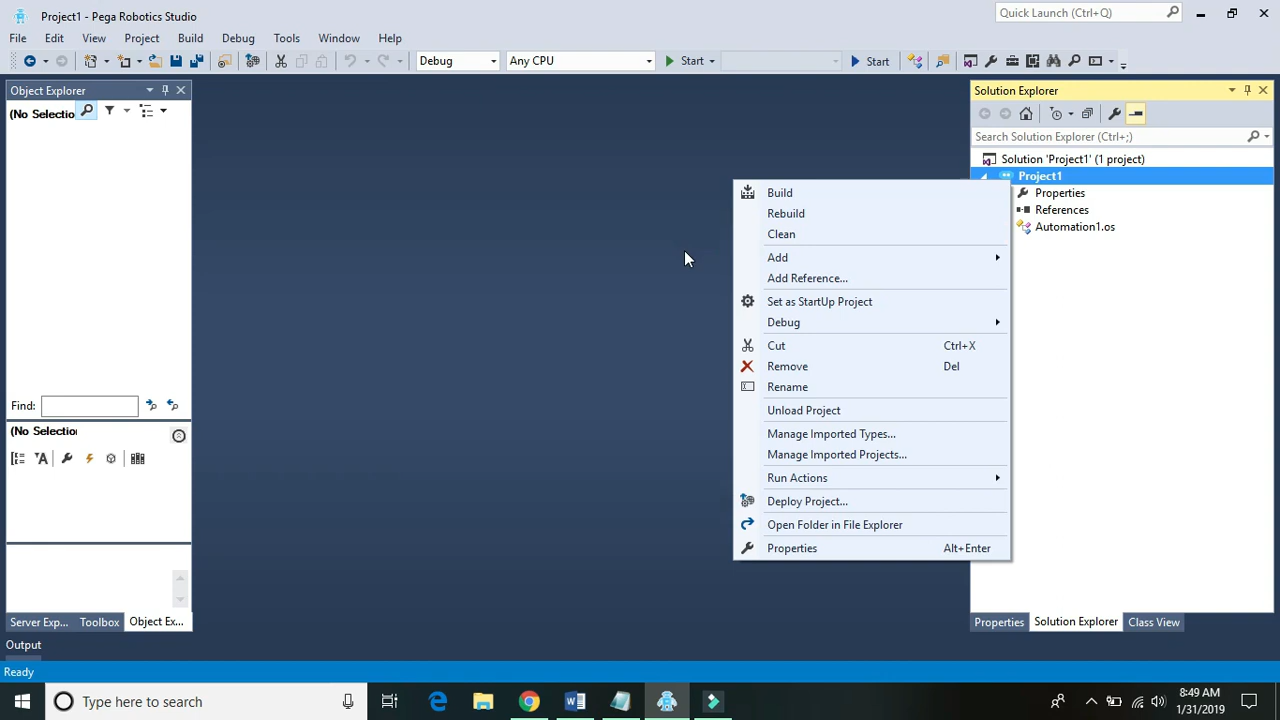 Project1 - Pega Robotics Studio
Quick Launch (Ctrl+Q)
File Edit View Project Build Debug Tools Window Help
Debug Any CPU Start Start
Object Explorer
(No Selectio
Find:
(No Selection
Server Exp... Toolbox Object Ex...
Output
Build
Rebuild
Clean
Add
Add Reference...
Set as StartUp Project
Debug
Cut Ctrl+X
Remove Del
Rename
Unload Project
Manage Imported Types...
Manage Imported Projects...
Run Actions
Deploy Project...
Open Folder in File Explorer
Properties Alt+Enter
Solution Explorer
Search Solution Explorer (Ctrl+;)
Solution 'Project1' (1 project)
Project1
Properties
References
Automation1.os
Properties Solution Explorer Class View
Ready
Type here to search
8:49 AM
1/31/2019